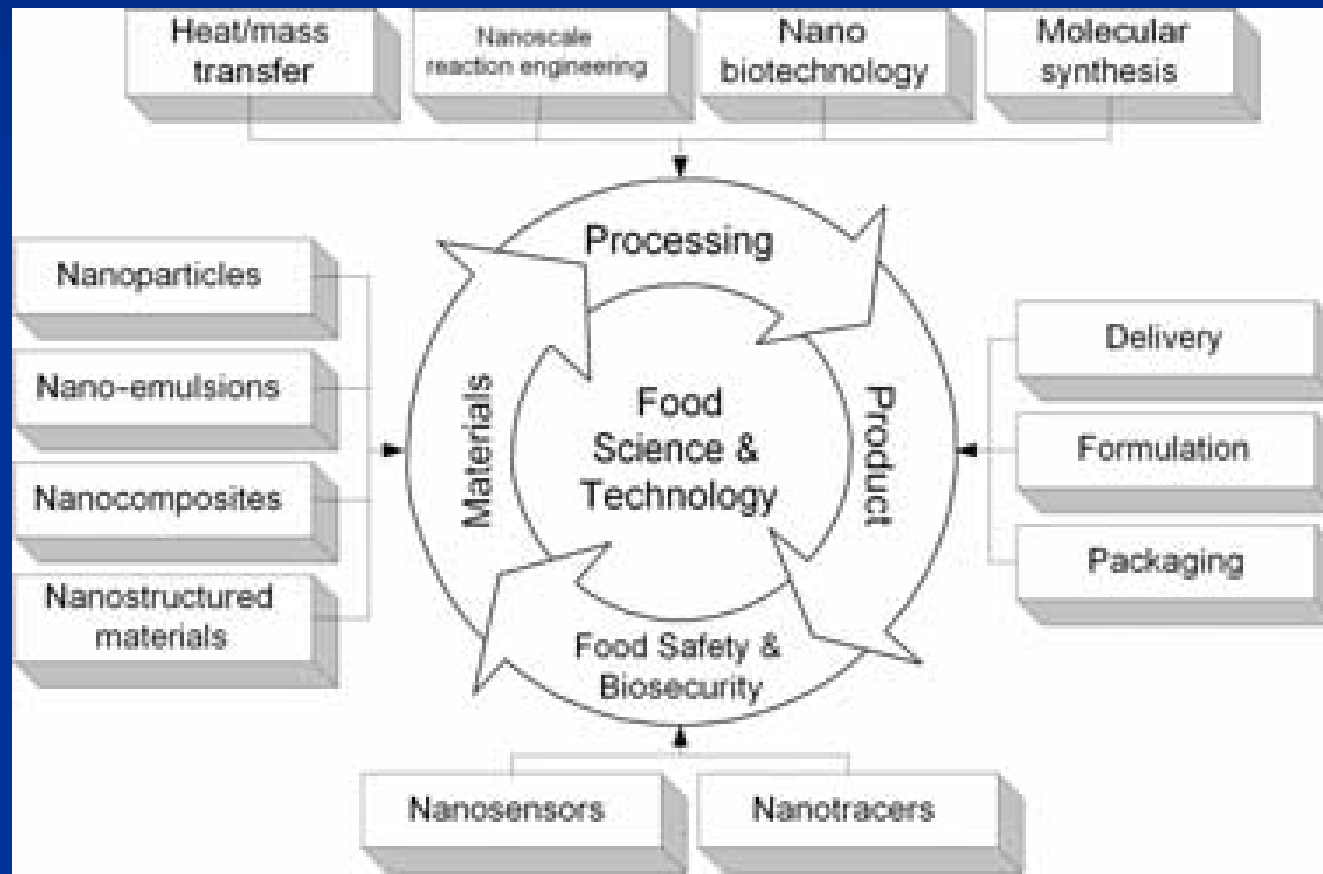 Heat/mass
transfer
Nanoscale
reaction engineering
Nano
biotechnology
Molecular
synthesis
Processing
Nanoparticles
Nano-emulsions
Nanocomposites
Nanostructured
materials
Materials
Food
Science &
Technology
Product
Delivery
Formulation
Packaging
Food Safety &
Biosecurity
Nanosensors
Nanotracers